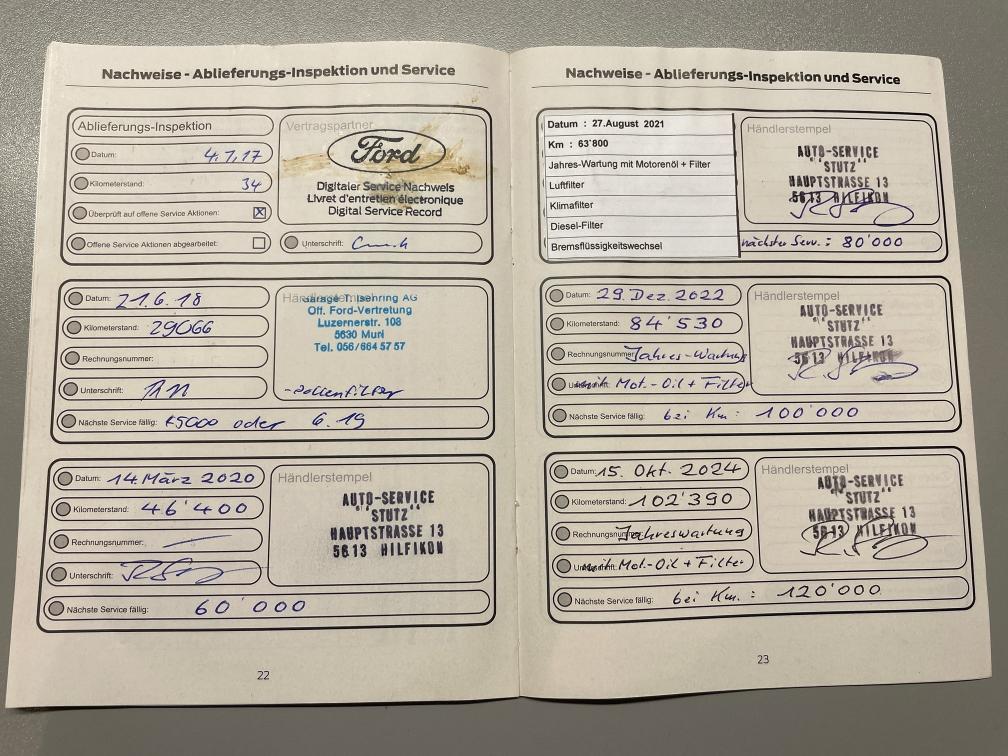 Nachweise - Ablieferungs-Inspektion und Service
Ablieferungs-Inspektion
Datum: 4.7.17
Kilometerstand: 34
Überprüft auf offene Service Aktionen: ☒
Offene Service Aktionen abgearbeitet: ☐
Vertragspartner
Ford
Digitaler Service Nachweis
Livret d'entretien électronique
Digital Service Record
Unterschrift:
Datum: 21.6.18
Kilometerstand: 29066
Rechnungsnummer:
Unterschrift:
Garage T. Isenring AG
Off. Ford-Vertretung
Luzernerstr. 108
5630 Muri
Tel. 056/664 57 57
-Pollenfilter
Nächste Service fällig: oder 6.19
Datum: 14. März 2020
Kilometerstand: 46'400
Rechnungsnummer:
Unterschrift:
Händlerstempel
AUTO-SERVICE
"STUTZ"
HAUPTSTRASSE 13
5613 HILFIKON
Nächste Service fällig: 60'000
22
Nachweise - Ablieferungs-Inspektion und Service
Datum : 27.August 2021
Km : 63'800
Jahres-Wartung mit Motorenöl + Filter
Luftfilter
Klimafilter
Diesel-Filter
Bremsflüssigkeitswechsel
Händlerstempel
AUTO-SERVICE
"STUTZ"
HAUPTSTRASSE 13
5613 HILFIKON
nächster Serv.: 80'000
Datum: 29. Dez. 2022
Kilometerstand: 84'530
Rechnungsnummer Jahres-Wartung
mit Mot.-Oil + Filter
Händlerstempel
AUTO-SERVICE
"STUTZ"
HAUPTSTRASSE 13
5613 HILFIKON
Nächste Service fällig: bei Km: 100'000
Datum: 15. Okt. 2024
Kilometerstand: 102'390
Jahreswartung
mit Mot.-Oil + Filter
Händlerstempel
AUTO-SERVICE
"STUTZ"
HAUPTSTRASSE 13
5613 HILFIKON
Nächste Service fällig: bei Km.: 120'000
23